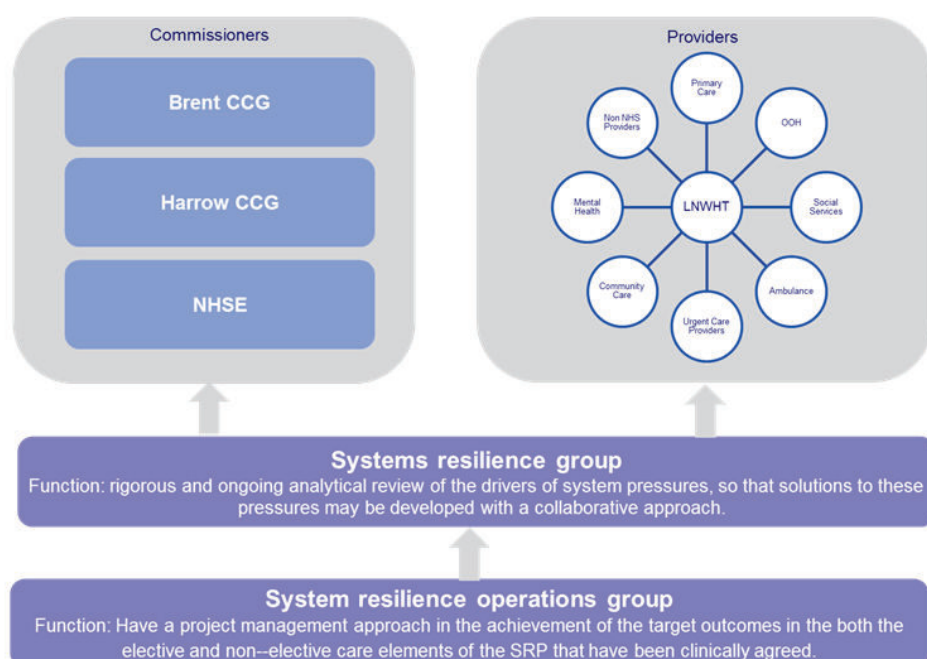 Commissioners
Brent CCG
Harrow CCG
NHSE
Providers
Primary
Care
Non NHS
Providers
OOH
Mental
Health
LNWHT
Social
Services
Community
Care
Ambulance
Urgent Care
Providers
Systems resilience group
Function: rigorous and ongoing analytical review of the drivers of system pressures, so that solutions to these
pressures may be developed with a collaborative approach.
System resilience operations group
Function: Have a project management approach in the achievement of the target outcomes in the both the
elective and non--elective care elements of the SRP that have been clinically agreed.